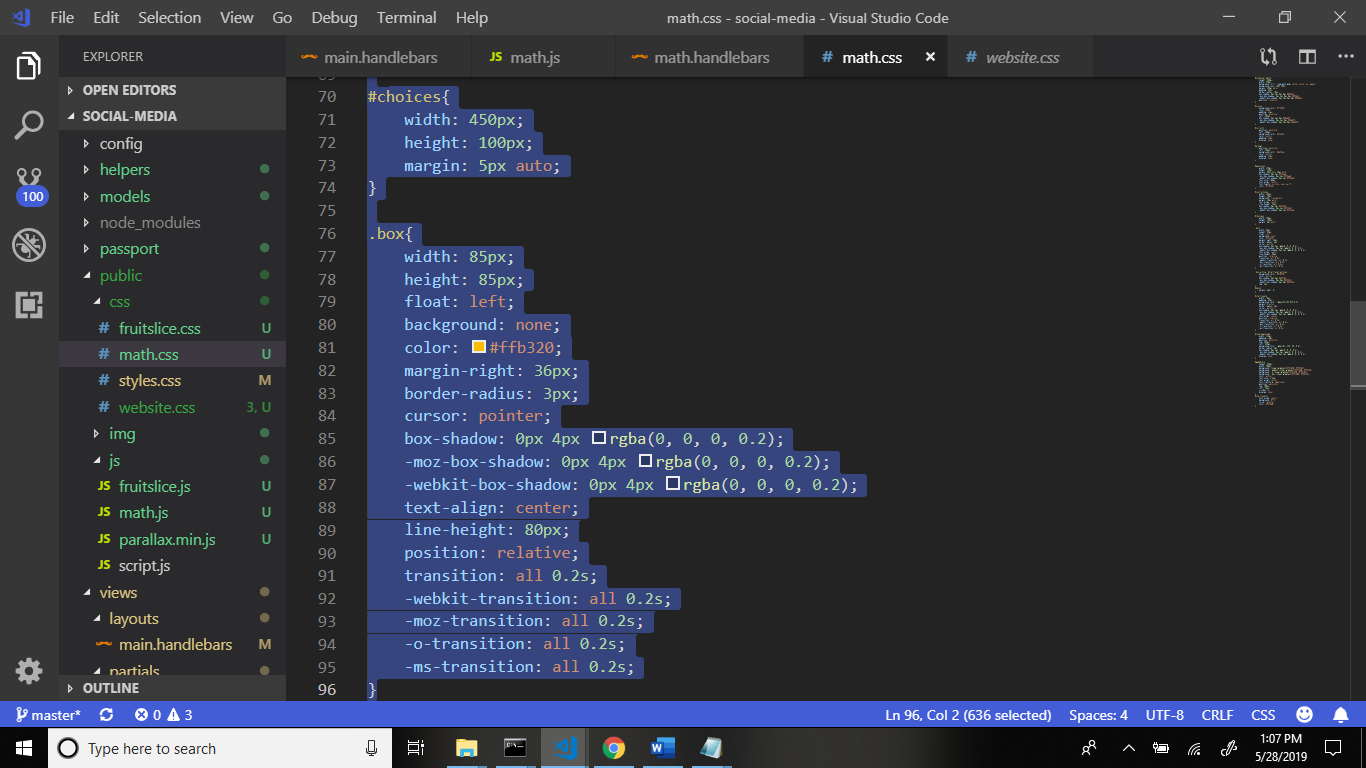 File Edit Selection View Go Debug Terminal Help math.css - social-media - Visual Studio Code
EXPLORER
main.handlebars JS math.js math.handlebars # math.css # website.css
OPEN EDITORS
SOCIAL-MEDIA
config
helpers
models
node_modules
passport
public
css
# fruitslice.css U
# math.css U
# styles.css M
# website.css 3, U
img
js
JS fruitslice.js U
JS math.js U
JS parallax.min.js U
JS script.js
views
layouts
main.handlebars M
partials
OUTLINE
100
70 #choices{
71 width: 450px;
72 height: 100px;
73 margin: 5px auto;
74 }
75
76 .box{
77 width: 85px;
78 height: 85px;
79 float: left;
80 background: none;
81 color: #ffb320;
82 margin-right: 36px;
83 border-radius: 3px;
84 cursor: pointer;
85 box-shadow: 0px 4px rgba(0, 0, 0, 0.2);
86 -moz-box-shadow: 0px 4px rgba(0, 0, 0, 0.2);
87 -webkit-box-shadow: 0px 4px rgba(0, 0, 0, 0.2);
88 text-align: center;
89 line-height: 80px;
90 position: relative;
91 transition: all 0.2s;
92 -webkit-transition: all 0.2s;
93 -moz-transition: all 0.2s;
94 -o-transition: all 0.2s;
95 -ms-transition: all 0.2s;
96 }
master* 0 3 Ln 96, Col 2 (636 selected) Spaces: 4 UTF-8 CRLF CSS
Type here to search
1:07 PM
5/28/2019